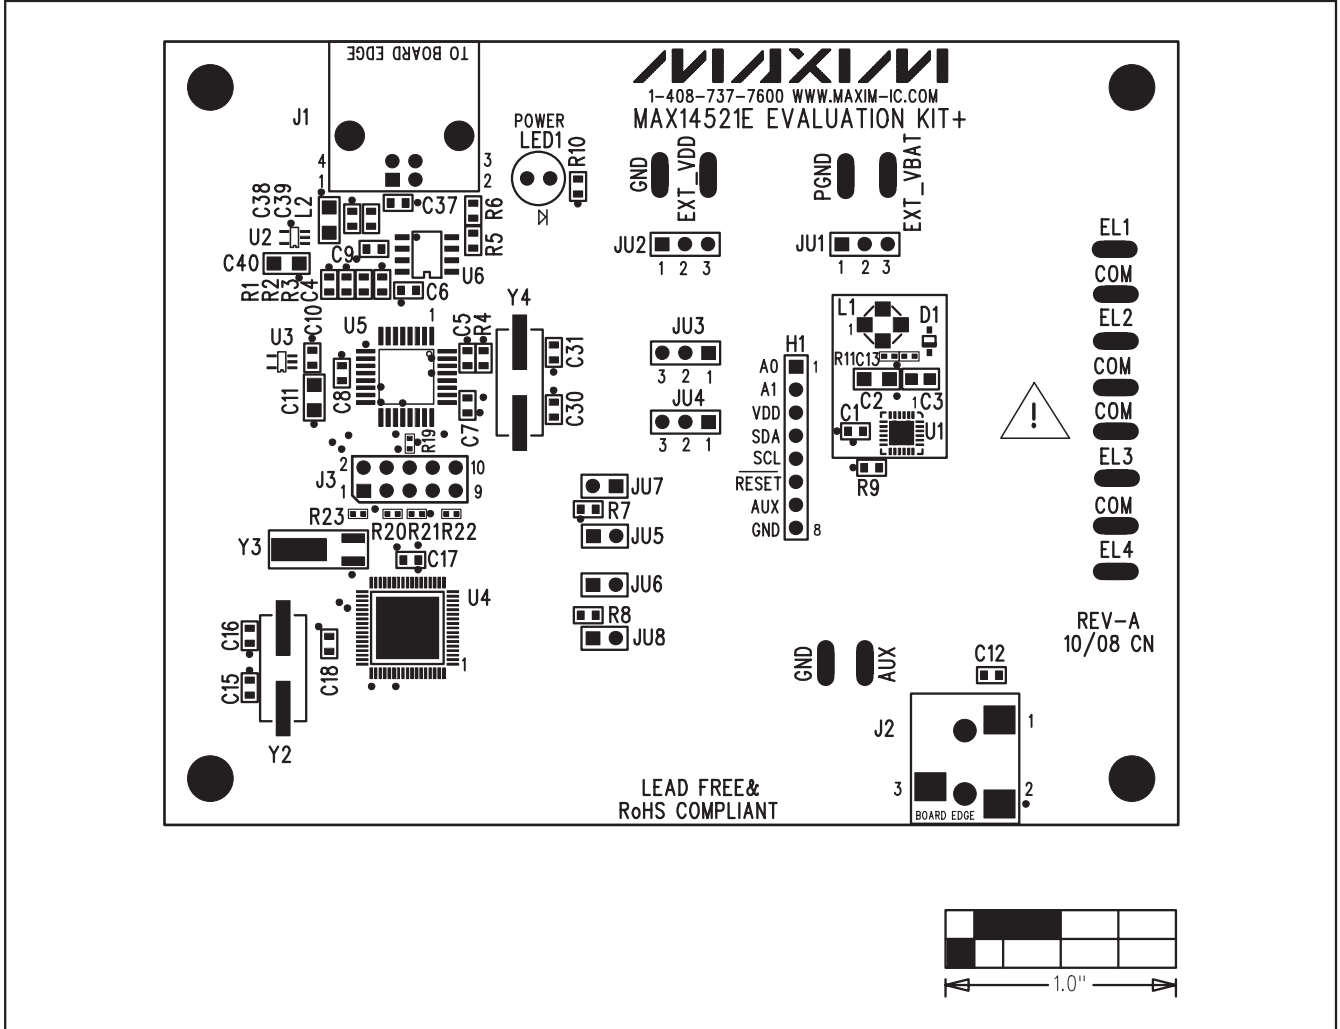 TO BOARD EDGE
MAXIM
1-408-737-7600 WWW.MAXIM-IC.COM
MAX14521E EVALUATION KIT+
J1
4
3
1
2
POWER
LED1
R10
GND
EXT_VDD
PGND
EXT_VBAT
C38
C39
L2
C37
R6
R5
U2
C9
C40
U6
R1
R2
R3
C4
C6
JU2
1 2 3
JU1
1 2 3
EL1
COM
EL2
COM
COM
EL3
COM
EL4
C10
U5
1
C5
R4
Y4
U3
C31
C11
C8
C7
C30
R19
JU3
3 2 1
JU4
3 2 1
H1
A0
1
A1
VDD
SDA
SCL
RESET
AUX
GND
8
L1
1
D1
R11
C13
C2
C3
C1
1
U1
R9
!
2
10
J3
1
9
R23
R20
R21
R22
JU7
R7
JU5
JU6
R8
JU8
Y3
C17
U4
1
C16
C15
C18
Y2
REV-A
10/08 CN
GND
AUX
C12
J2
1
3
2
BOARD EDGE
LEAD FREE&
RoHS COMPLIANT
1.0"